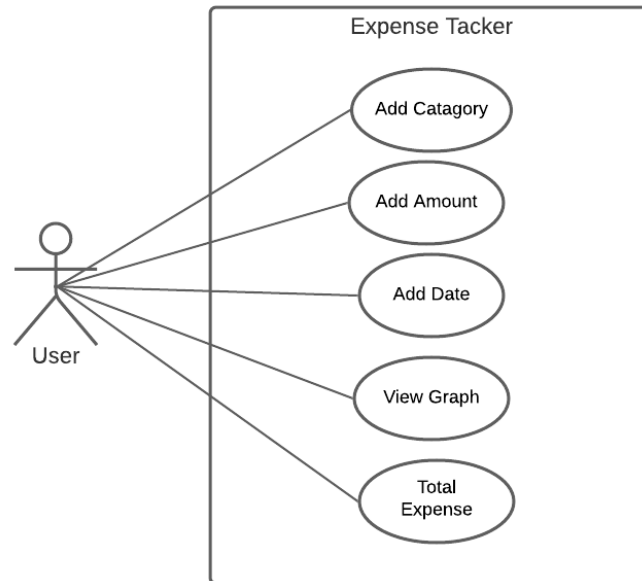 Expense Tacker
Add Catagory
Add Amount
Add Date
User
View Graph
Total
Expense